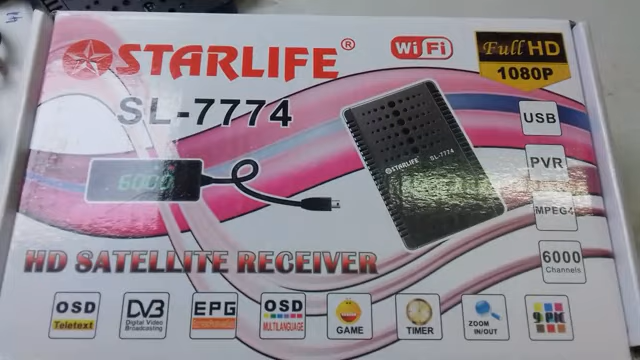 STARLIFE®
WiFi
Full HD
1080P
SL-7774
USB
STARLIFE SL-7774
PVR
6000
MPEG4
HD SATELLITE RECEIVER
6000
Channels
OSD
Teletext
DVB
Digital Video
Broadcasting
EPG
OSD
MULTILANGUAGE
GAME
TIMER
ZOOM
IN/OUT
9 PIC